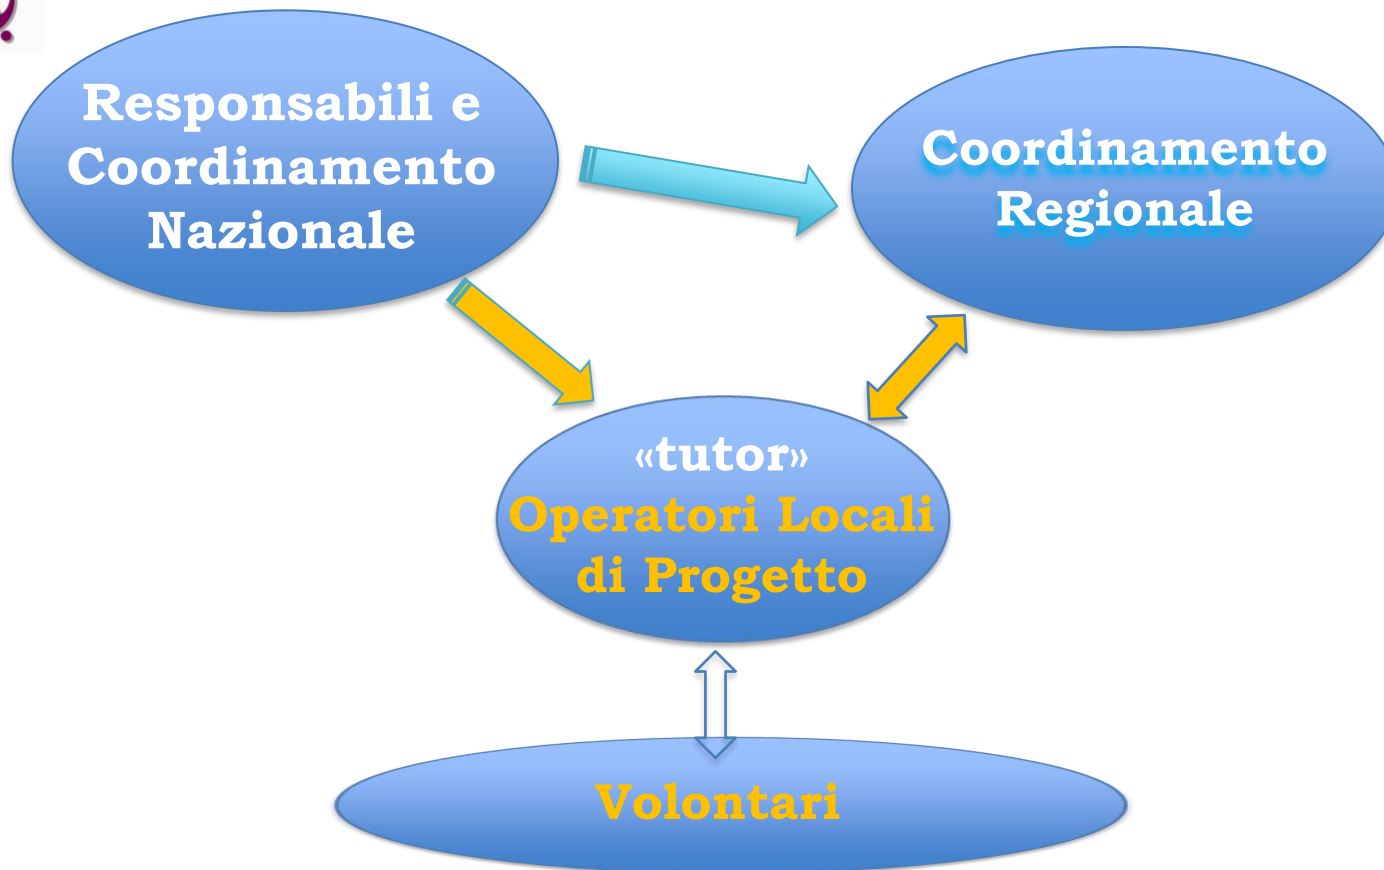 Responsabili e
Coordinamento
Nazionale
Coordinamento
Regionale
«tutor»
Operatori Locali
di Progetto
Volontari